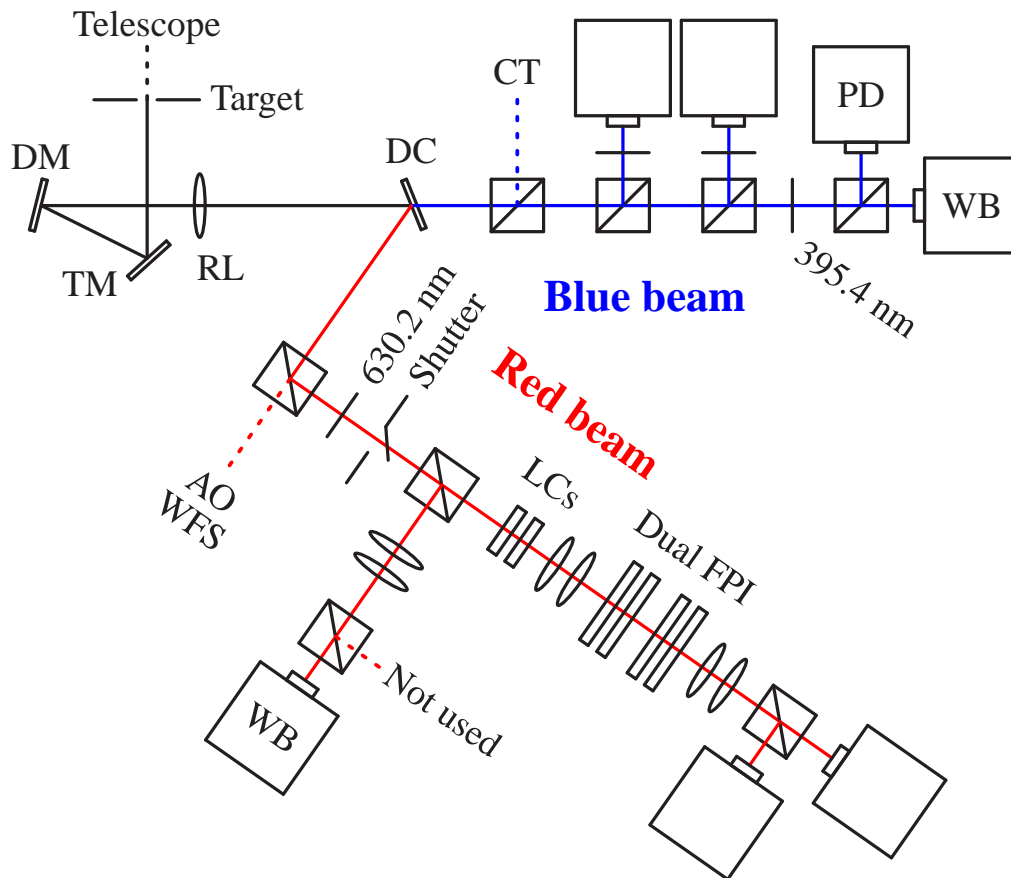 Telescope
Target
CT
PD
DM
DC
WB
TM
RL
395.4 nm
Blue beam
630.2 nm
Shutter
Red beam
AO
WFS
LCs
Dual FPI
Not used
WB